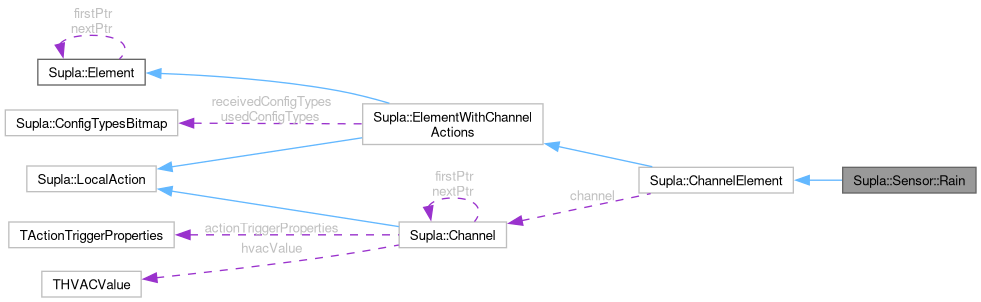 firstPtr
nextPtr
Supla::Element
receivedConfigTypes
usedConfigTypes
Supla::ConfigTypesBitmap
Supla::ElementWithChannel
Actions
Supla::LocalAction
firstPtr
nextPtr
Supla::ChannelElement
Supla::Sensor::Rain
channel
actionTriggerProperties
TActionTriggerProperties
Supla::Channel
hvacValue
THVACValue